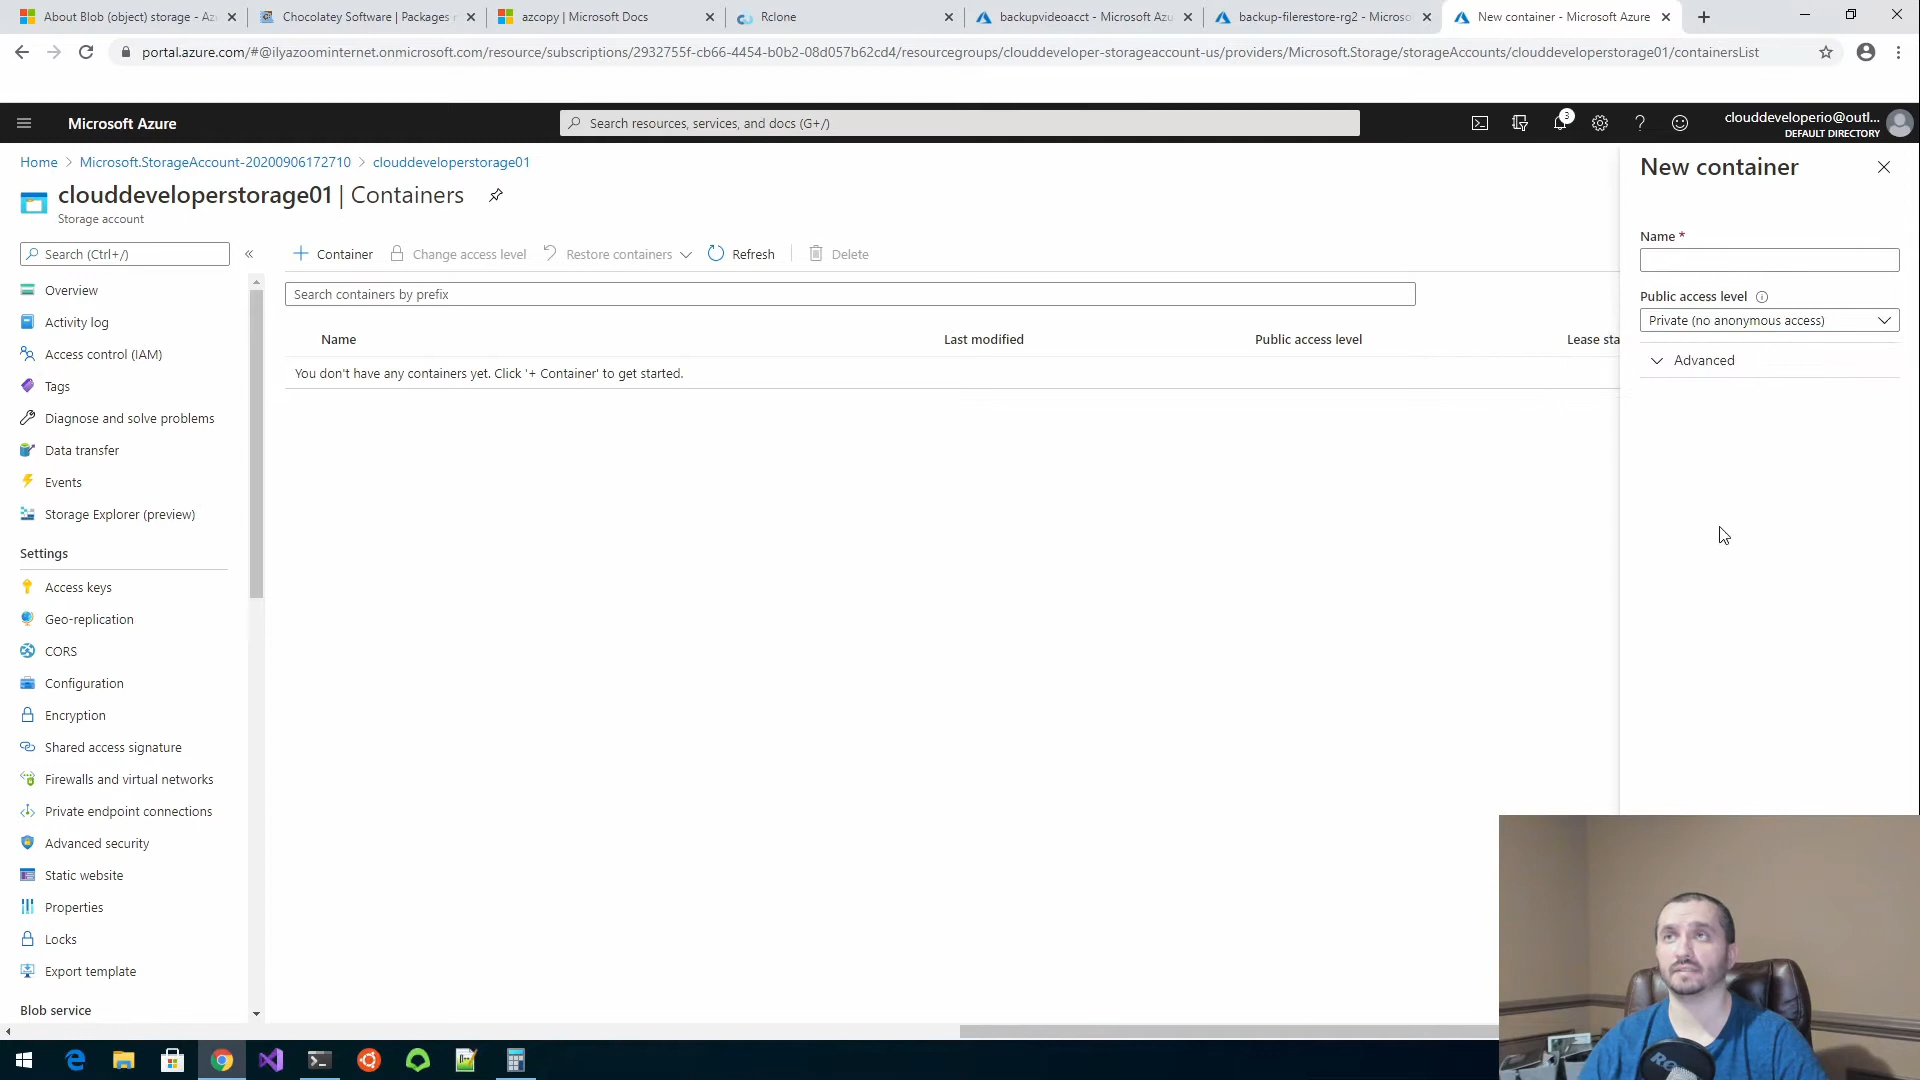 About Blob (object) storage - Az
Chocolatey Software | Packages
azcopy | Microsoft Docs
Rclone
backupvideoacct - Microsoft Azu
backup-filerestore-rg2 - Microso
New container - Microsoft Azure
portal.azure.com/#@ilyazoominternet.onmicrosoft.com/resource/subscriptions/2932755f-cb66-4454-b0b2-08d057b62cd4/resourcegroups/clouddeveloper-storageaccount-us/providers/Microsoft.Storage/storageAccounts/clouddeveloperstorage01/containersList
Microsoft Azure
Search resources, services, and docs (G+/)
3
clouddeveloperio@outl...
DEFAULT DIRECTORY
Home > Microsoft.StorageAccount-20200906172710 > clouddeveloperstorage01
clouddeveloperstorage01 | Containers
Storage account
Search (Ctrl+/)
«
Overview
Activity log
Access control (IAM)
Tags
Diagnose and solve problems
Data transfer
Events
Storage Explorer (preview)
Settings
Access keys
Geo-replication
CORS
Configuration
Encryption
Shared access signature
Firewalls and virtual networks
Private endpoint connections
Advanced security
Static website
Properties
Locks
Export template
Blob service
Container
Change access level
Restore containers
Refresh
Delete
Search containers by prefix
Name Last modified Public access level Lease sta
You don't have any containers yet. Click '+ Container' to get started.
New container
Name *
Public access level
Private (no anonymous access)
Advanced